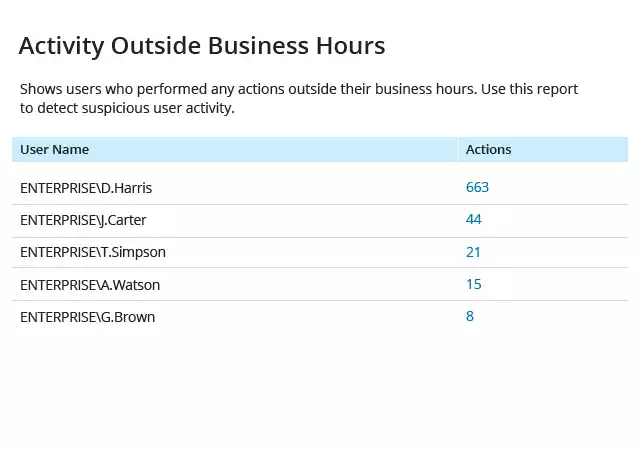 Activity Outside Business Hours
Shows users who performed any actions outside their business hours. Use this report
to detect suspicious user activity.
User Name Actions
ENTERPRISE\D.Harris 663
ENTERPRISE\J.Carter 44
ENTERPRISE\T.Simpson 21
ENTERPRISE\A.Watson 15
ENTERPRISE\G.Brown 8